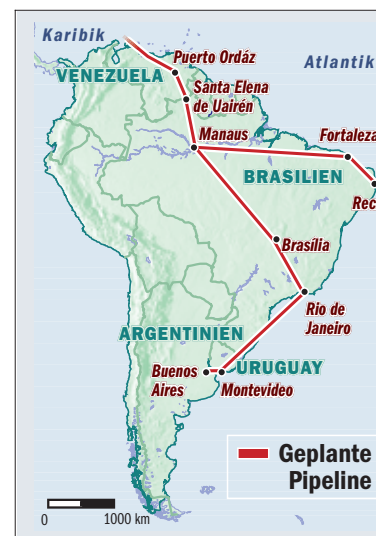 Karibik
Atlantik
Puerto Ordáz
VENEZUELA
Santa Elena
de Uairén
Manaus
Fortaleza
BRASILIEN
Rec
Brasília
Rio de
Janeiro
ARGENTINIEN
URUGUAY
Buenos
Aires
Montevideo
Geplante
Pipeline
0 1000 km